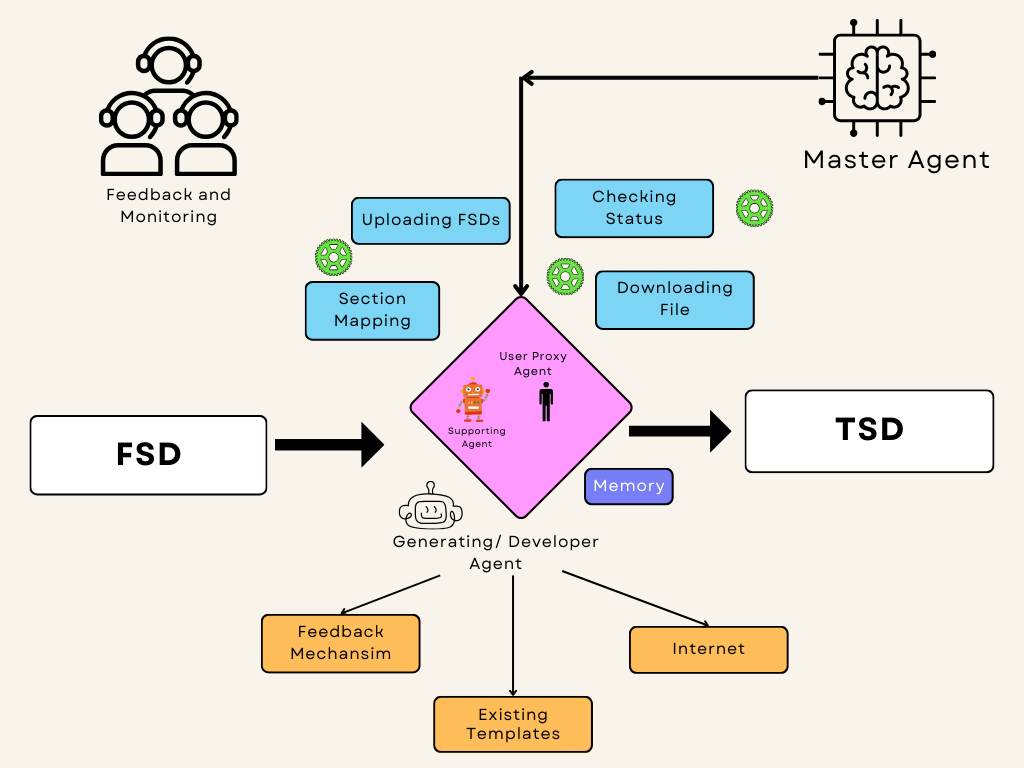 Master Agent
Feedback and
Monitoring
Uploading FSDs
Checking
Status
Section
Mapping
Downloading
File
User Proxy
Agent
Supporting
Agent
FSD
TSD
Memory
Generating/ Developer
Agent
Feedback
Mechansim
Internet
Existing
Templates